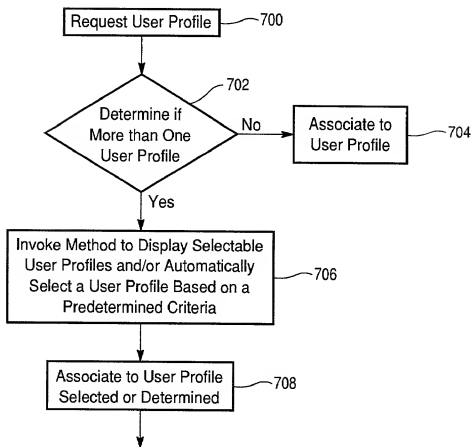 Request User Profile
700
702
Determine if
More than One
User Profile
No
Associate to
User Profile
704
Yes
Invoke Method to Display Selectable
User Profiles and/or Automatically
Select a User Profile Based on a
Predetermined Criteria
706
Associate to User Profile
Selected or Determined
708